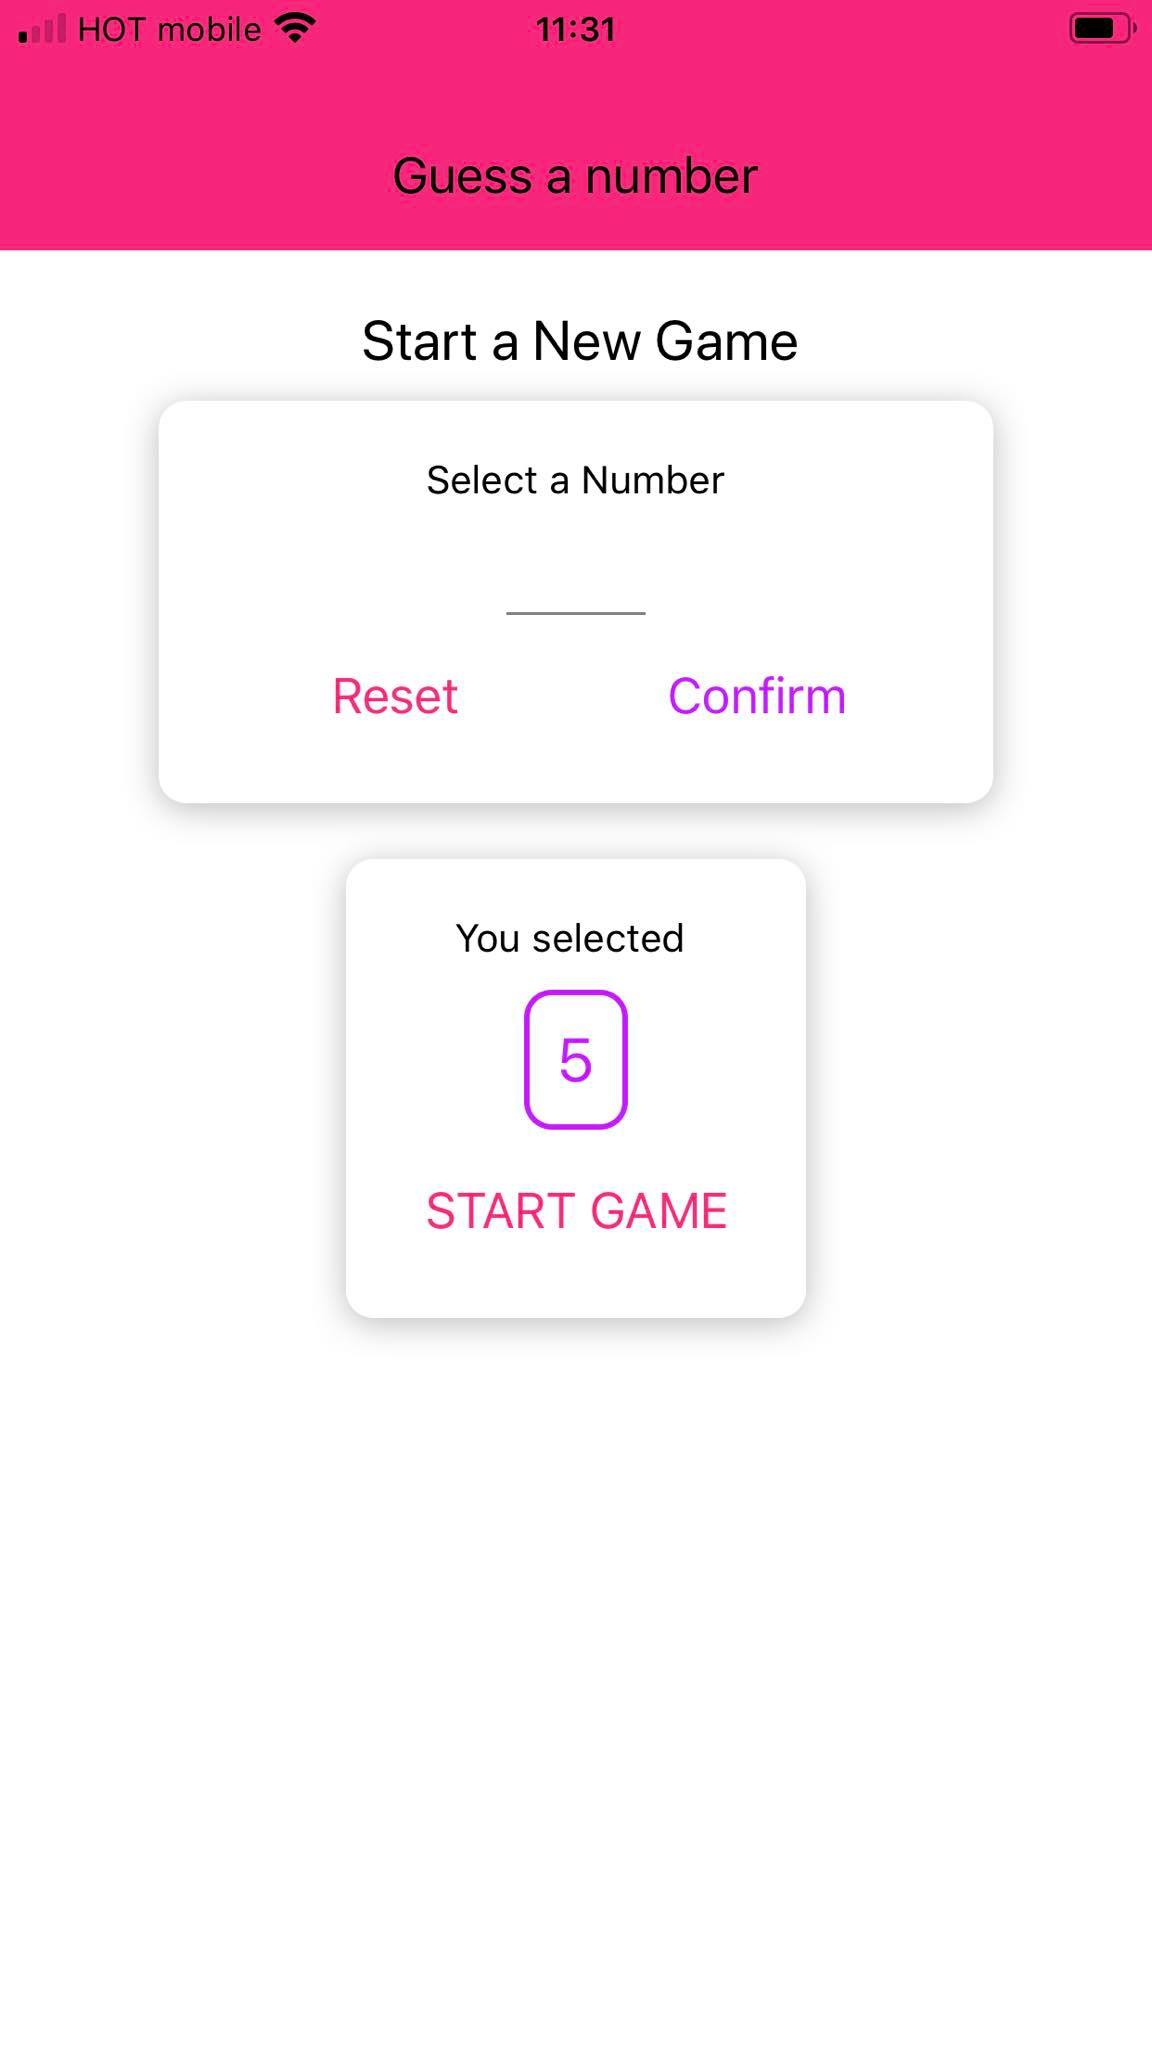 HOT mobile 11:31
Guess a number
Start a New Game
Select a Number
Reset Confirm
You selected
5
START GAME